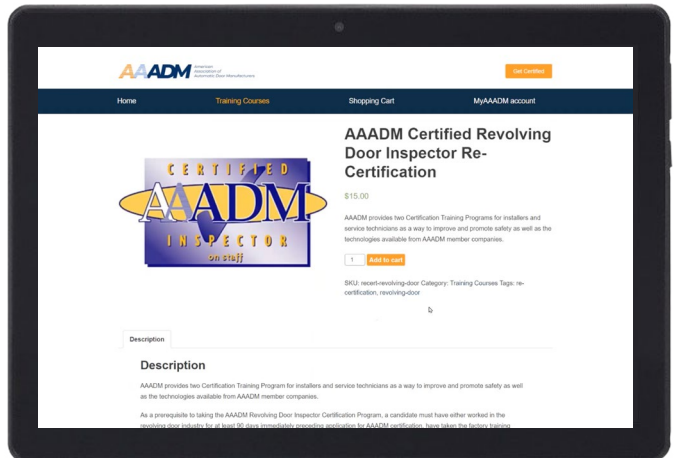 AAADM American
Association of
Automatic Door Manufacturers
Get Certified
Home Training Courses Shopping Cart MyAAADM account
AAADM Certified Revolving
Door Inspector Re-
Certification
$15.00
AAADM provides two Certification Training Programs for installers and
service technicians as a way to improve and promote safety as well as the
technologies available from AAADM member companies.
1 Add to cart
SKU: recert-revolving-door Category: Training Courses Tags: re-
certification, revolving-door
CERTIFIED
AAADM
INSPECTOR
on staff
Description
Description
AAADM provides two Certification Training Program for installers and service technicians as a way to improve and promote safety as well
as the technologies available from AAADM member companies.
As a prerequisite to taking the AAADM Revolving Door Inspector Certification Program, a candidate must have either worked in the
revolving door industry for at least 90 days immediately preceding application for AAADM certification, have taken the factory training